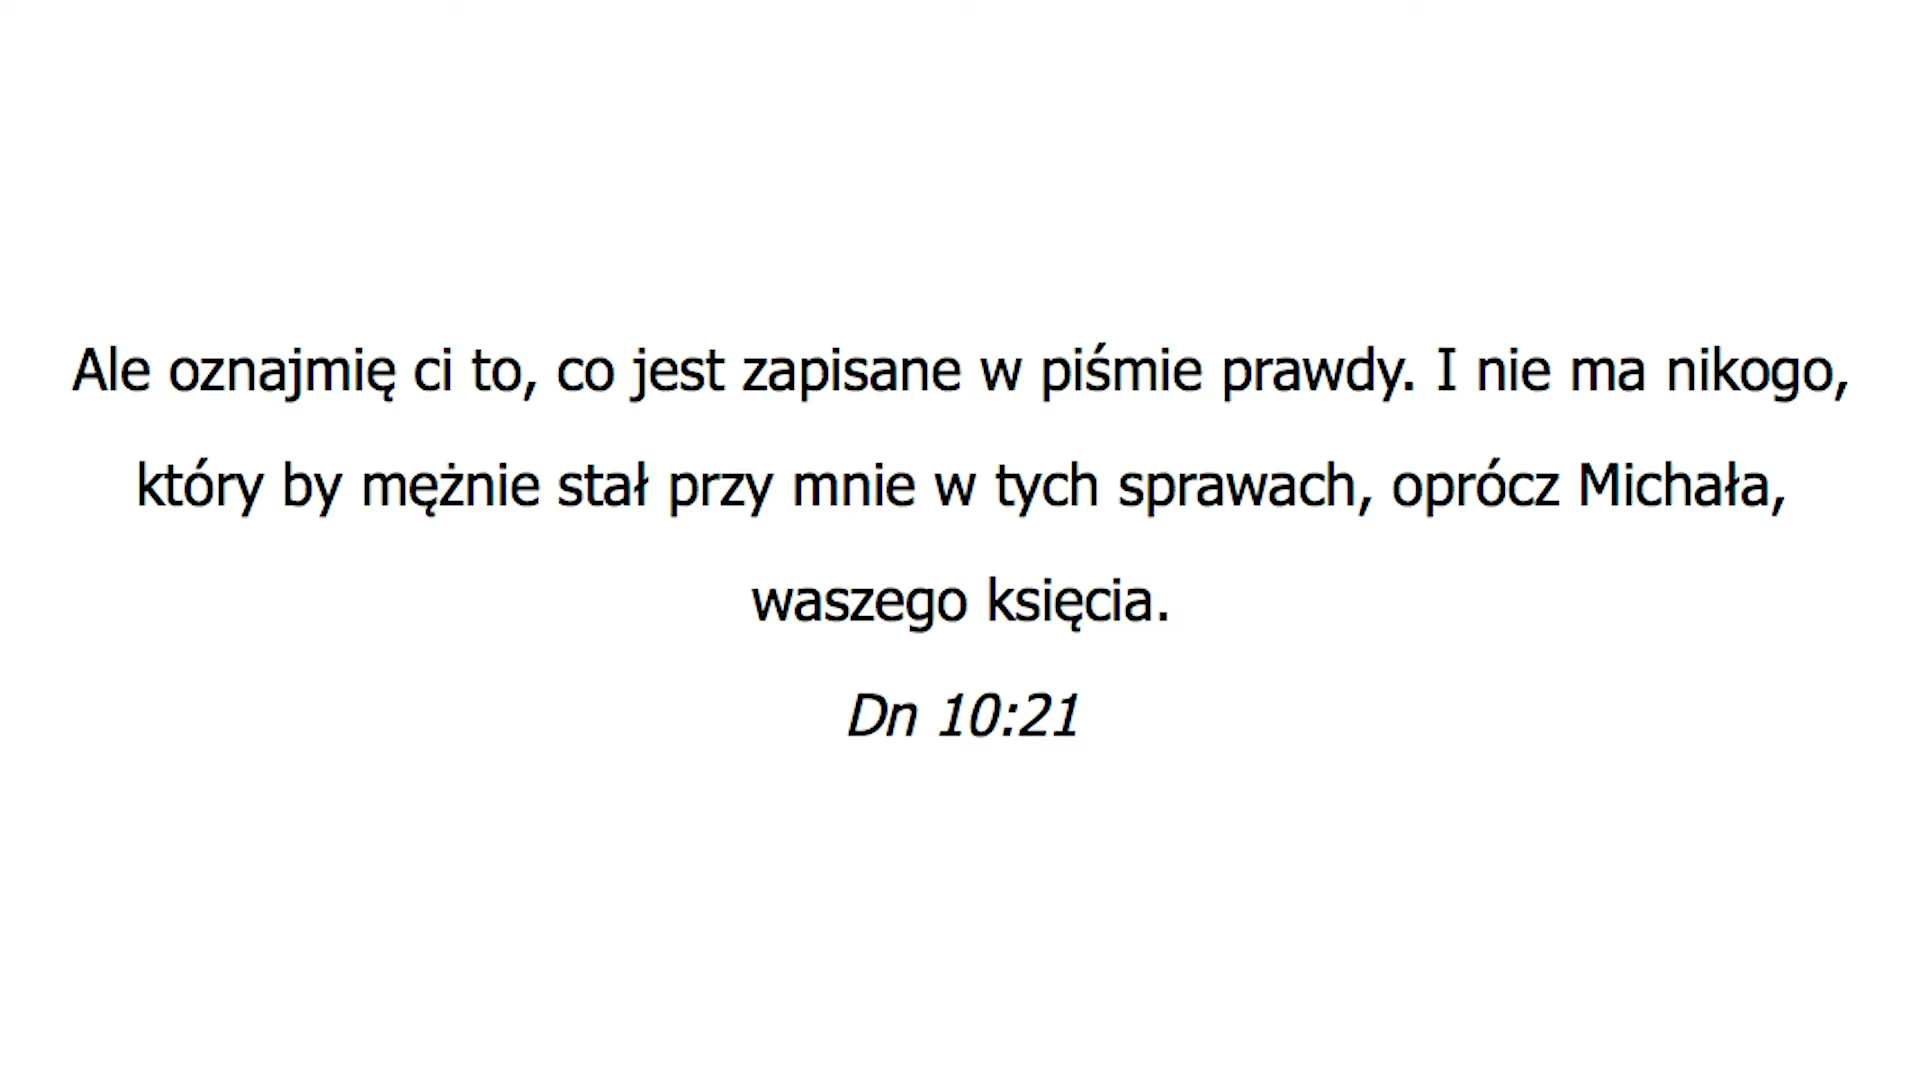 Ale oznajmię ci to, co jest zapisane w piśmie prawdy. I nie ma nikogo,
który by mężnie stał przy mnie w tych sprawach, oprócz Michała,
waszego księcia.
Dn 10:21